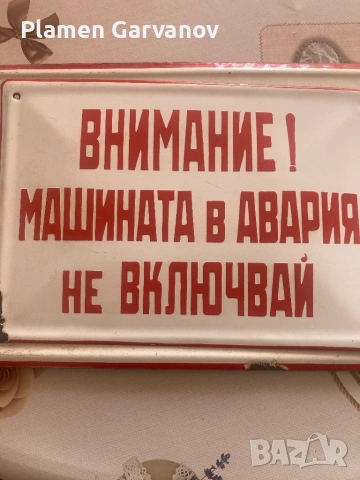 Plamen Garvanov
ВНИМАНИЕ!
МАШИНАТА В АВАРИЯ
НЕ ВКЛЮЧВАЙ
BAZAR